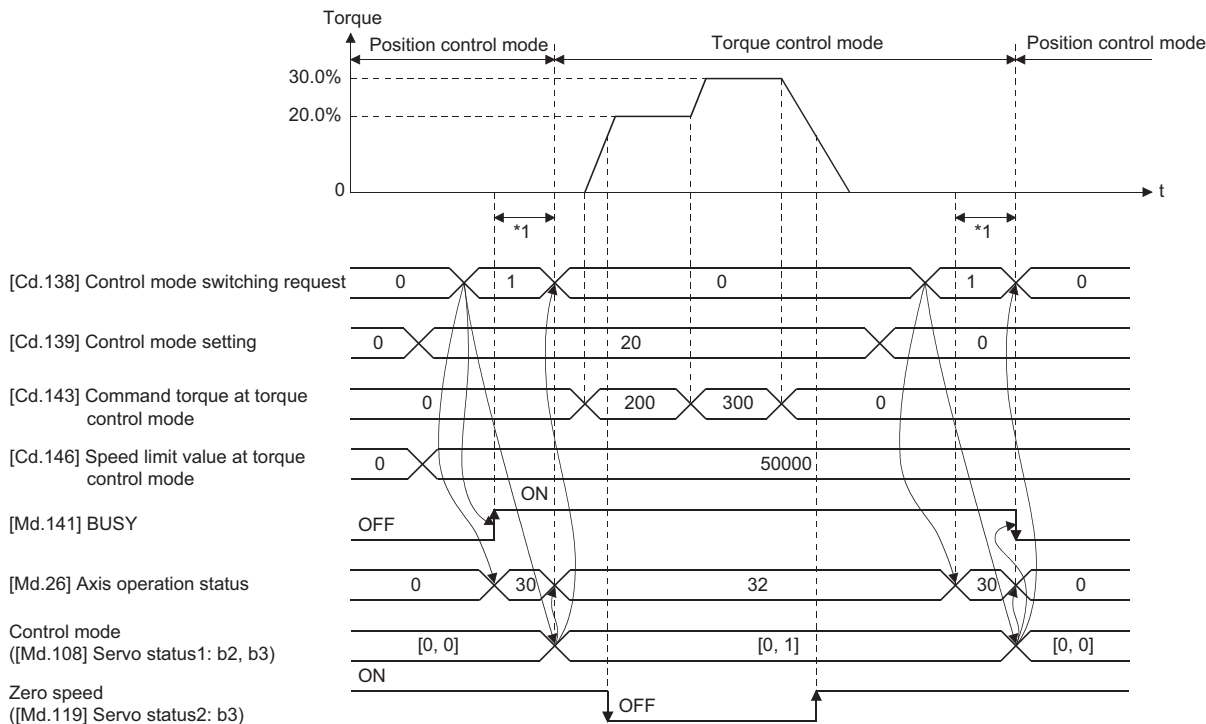 Torque
Position control mode
Torque control mode
Position control mode
30.0%
20.0%
0
t
*1
*1
[Cd.138] Control mode switching request
0
1
0
1
0
[Cd.139] Control mode setting
0
20
0
[Cd.143] Command torque at torque
control mode
0
200
300
0
[Cd.146] Speed limit value at torque
control mode
0
50000
[Md.141] BUSY
OFF
ON
[Md.26] Axis operation status
0
30
32
30
0
Control mode
([Md.108] Servo status1: b2, b3)
[0, 0]
[0, 1]
[0, 0]
Zero speed
([Md.119] Servo status2: b3)
ON
OFF